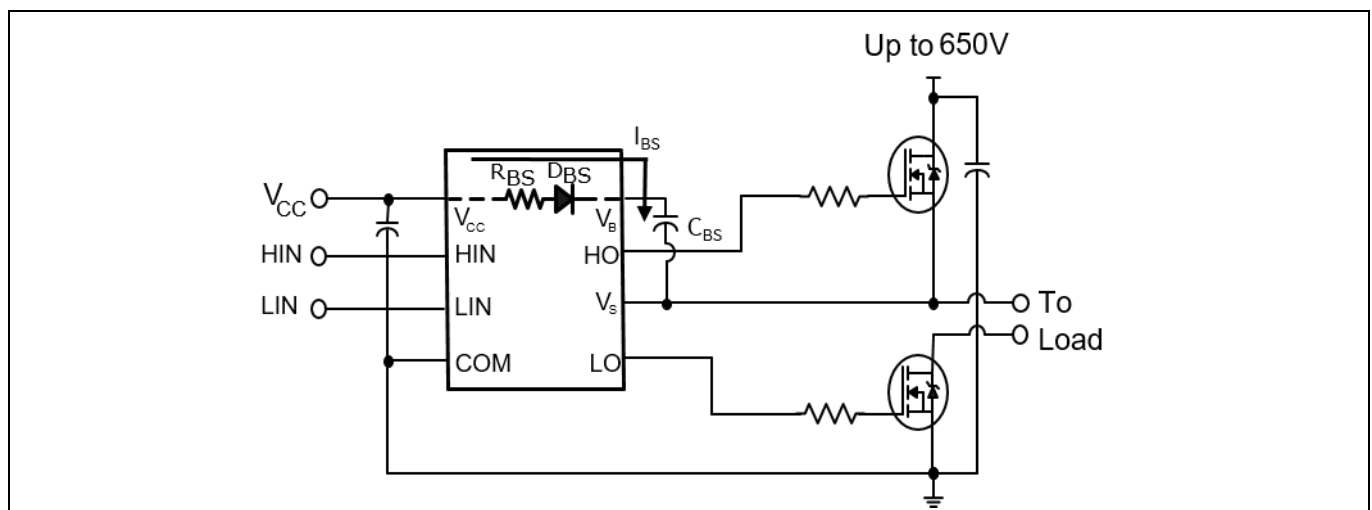 Up to 650V
I_BS
R_BS D_BS
V_CC
V_CC V_B
C_BS
HIN HIN HO
LIN LIN V_S To
COM LO Load